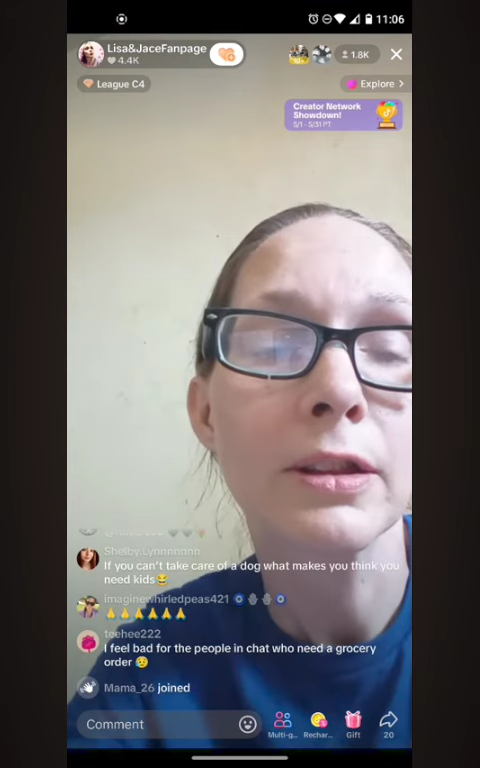 11:06
Lisa&JaceFanpage
4.4K
1.8K
League C4
Explore >
Creator Network
Showdown!
5/1 - 5/31 PT
Shelby.Lynnnnnnn
If you can't take care of a dog what makes you think you
need kids😂
imaginewhirledpeas421 🧿🪬🪬🧿
🙏🙏🙏🙏🙏🙏
teehee222
I feel bad for the people in chat who need a grocery
order 😥
Mama_26 joined
Comment
Multi-g... Rechar... Gift 20